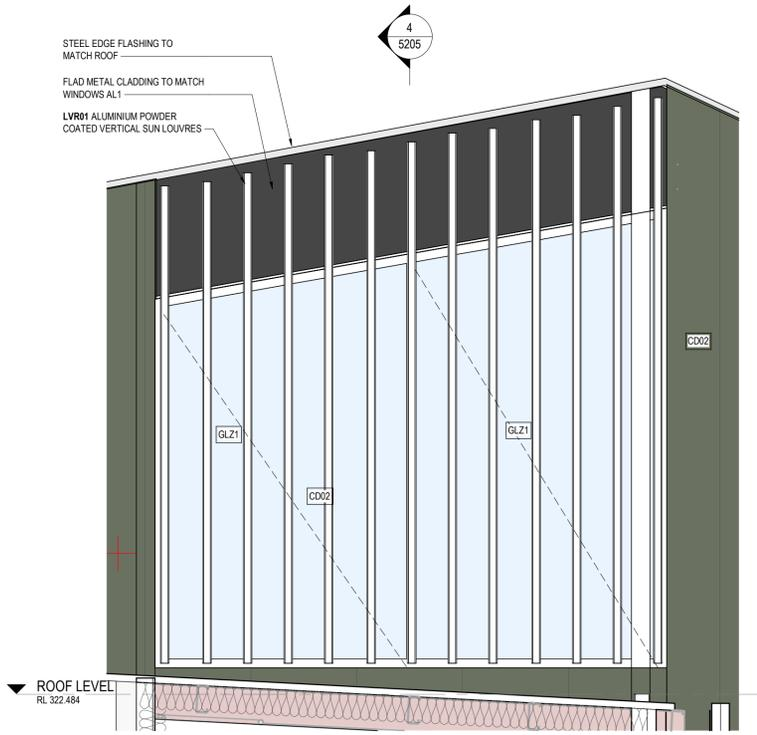 4
5205
STEEL EDGE FLASHING TO
MATCH ROOF
FLAD METAL CLADDING TO MATCH
WINDOWS AL1
LVR01 ALUMINIUM POWDER
COATED VERTICAL SUN LOUVRES
CD02
GLZ1
GLZ1
CD02
ROOF LEVEL
RL 322.484